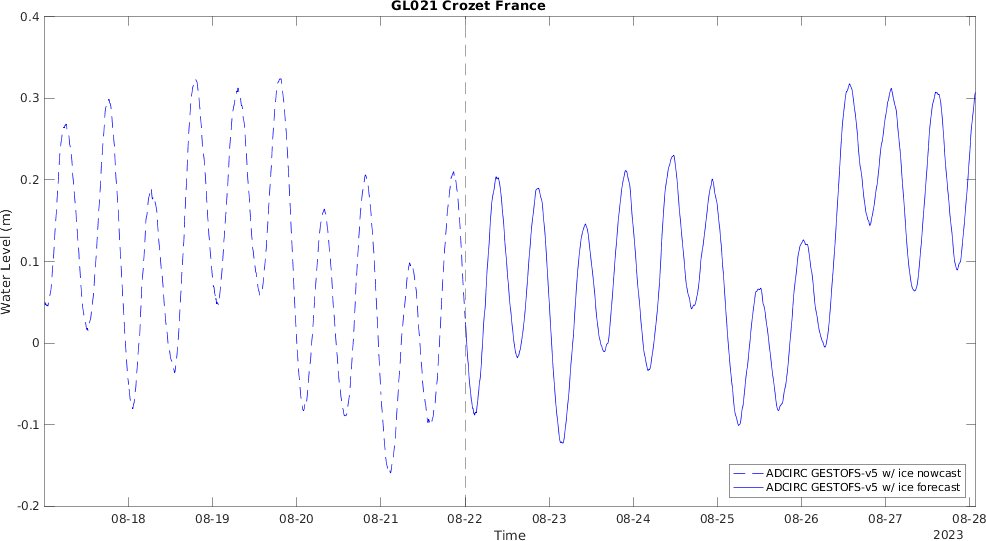 GL021 Crozet France
0.4
0.3
0.2
0.1
0
-0.1
-0.2
Water Level (m)
ADCIRC GESTOFS-v5 w/ ice nowcast
ADCIRC GESTOFS-v5 w/ ice forecast
08-18 08-19 08-20 08-21 08-22 08-23 08-24 08-25 08-26 08-27 08-28
Time
2023